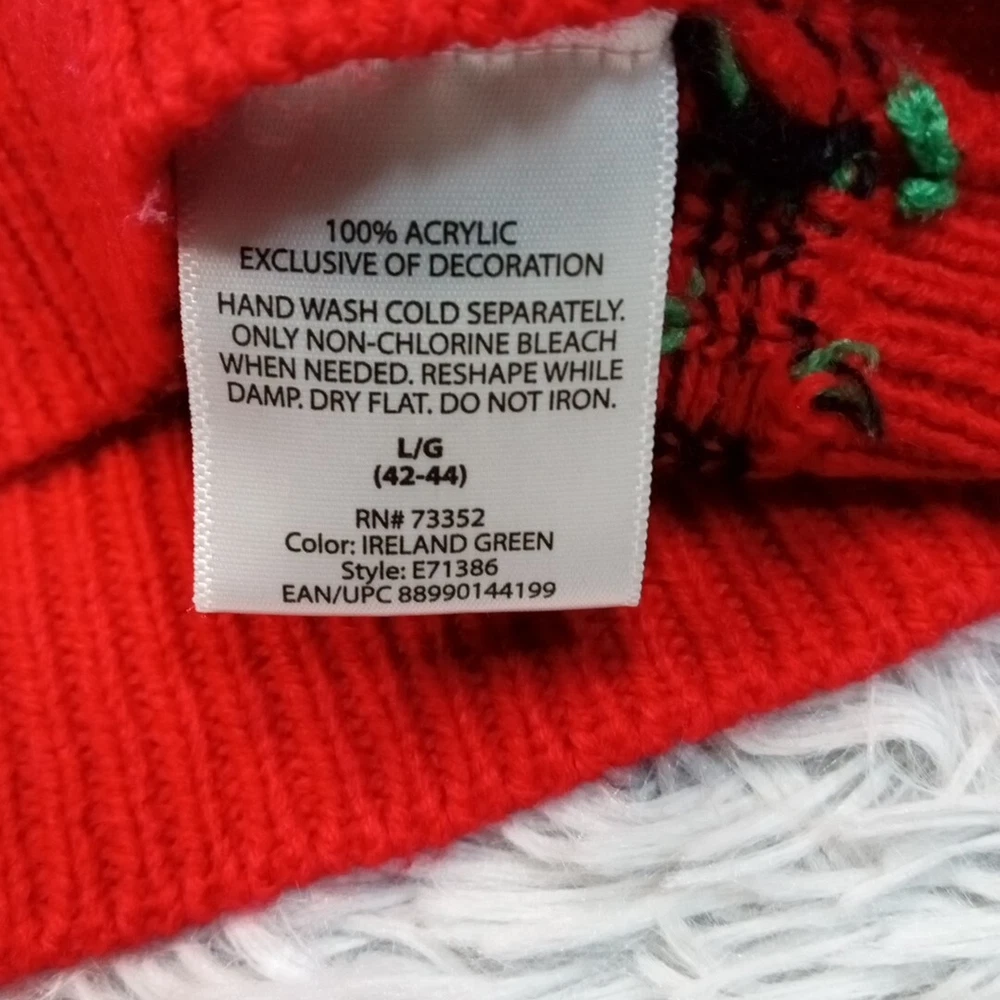 100% ACRYLIC
EXCLUSIVE OF DECORATION
HAND WASH COLD SEPARATELY.
ONLY NON-CHLORINE BLEACH
WHEN NEEDED. RESHAPE WHILE
DAMP. DRY FLAT. DO NOT IRON.
L/G
(42-44)
RN# 73352
Color: IRELAND GREEN
Style: E71386
EAN/UPC 88990144199